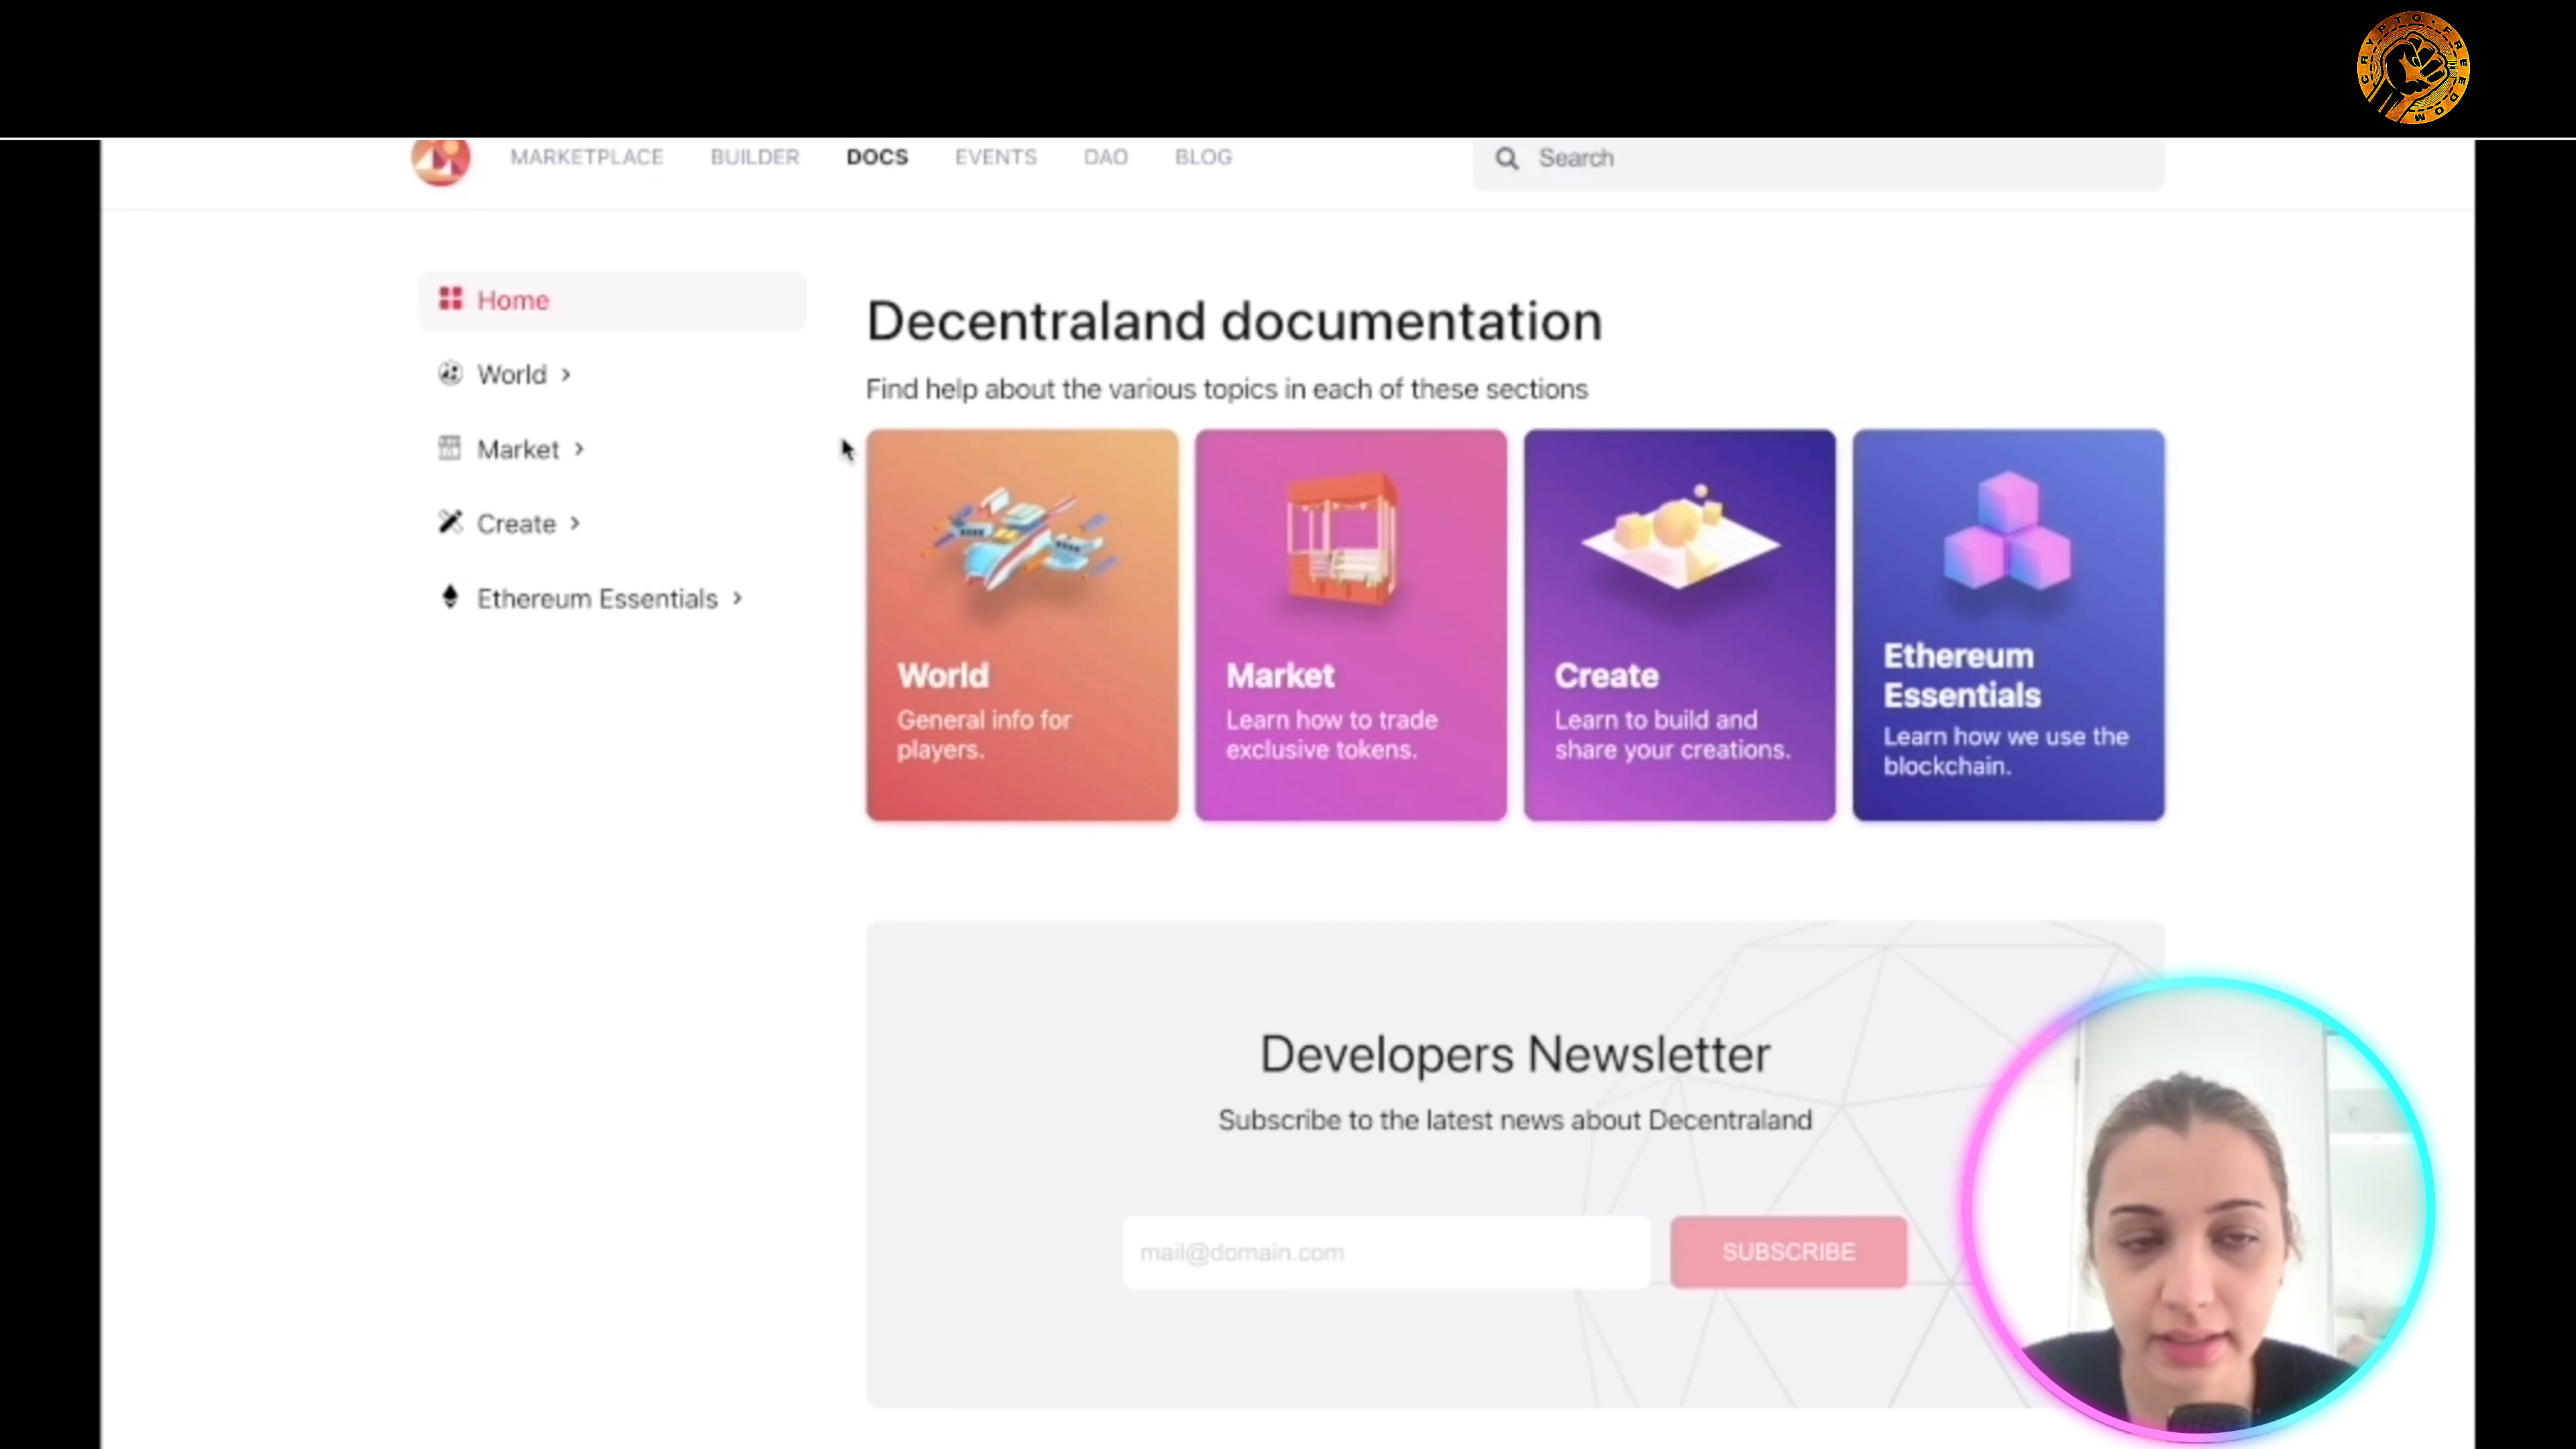 CRYPTO • FREEDOM
MARKETPLACE BUILDER DOCS EVENTS DAO BLOG
Search
Home
World
Market
Create
Ethereum Essentials
Decentraland documentation
Find help about the various topics in each of these sections
World
General info for
players.
Market
Learn how to trade
exclusive tokens.
Create
Learn to build and
share your creations.
Ethereum
Essentials
Learn how we use the
blockchain.
Developers Newsletter
Subscribe to the latest news about Decentraland
mail@domain.com
SUBSCRIBE